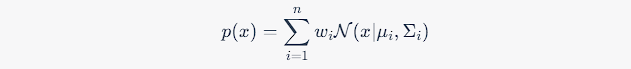 p(x) = \sum_{i=1}^{n} w_i \mathcal{N}(x|\mu_i, \Sigma_i)